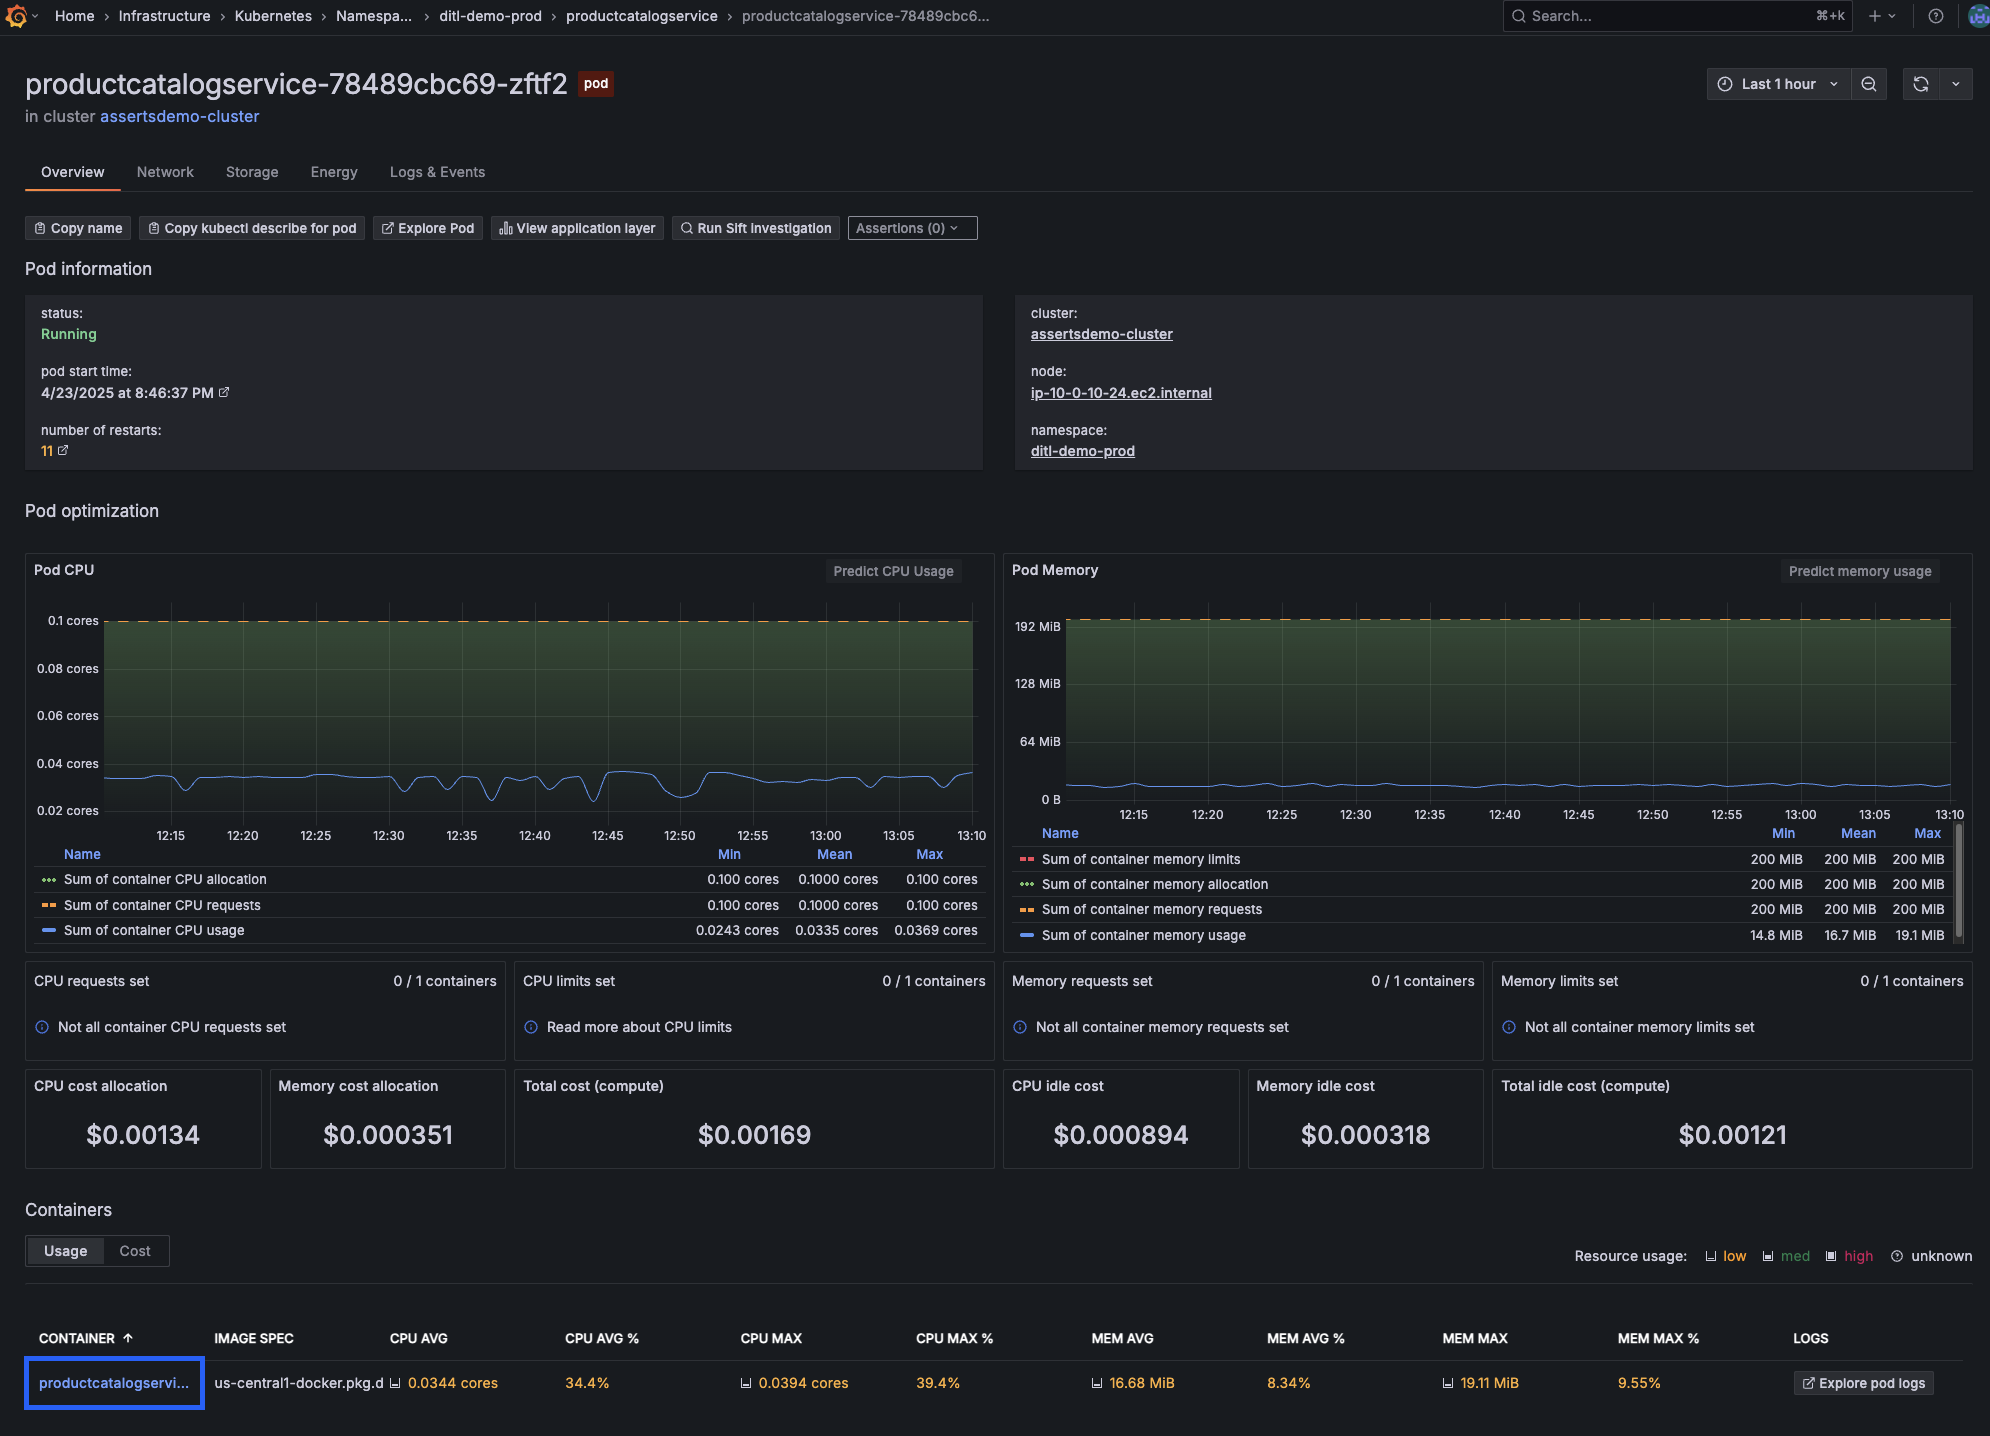 Home › Infrastructure › Kubernetes › Namespa... › ditl-demo-prod › productcatalogservice › productcatalogservice-78489cbc6...
Search... ⌘+k
productcatalogservice-78489cbc69-zftf2 pod
Last 1 hour
in cluster assertsdemo-cluster
Overview Network Storage Energy Logs & Events
Copy name Copy kubectl describe for pod Explore Pod View application layer Run Sift Investigation Assertions (0)
Pod information
status:
Running
pod start time:
4/23/2025 at 8:46:37 PM
number of restarts:
11
cluster:
assertsdemo-cluster
node:
ip-10-0-10-24.ec2.internal
namespace:
ditl-demo-prod
Pod optimization
Pod CPU Predict CPU Usage
0.1 cores
0.08 cores
0.06 cores
0.04 cores
0.02 cores
12:15 12:20 12:25 12:30 12:35 12:40 12:45 12:50 12:55 13:00 13:05 13:10
Name Min Mean Max
Sum of container CPU allocation 0.100 cores 0.1000 cores 0.100 cores
Sum of container CPU requests 0.100 cores 0.1000 cores 0.100 cores
Sum of container CPU usage 0.0243 cores 0.0335 cores 0.0369 cores
Pod Memory Predict memory usage
192 MiB
128 MiB
64 MiB
0 B
12:15 12:20 12:25 12:30 12:35 12:40 12:45 12:50 12:55 13:00 13:05 13:10
Name Min Mean Max
Sum of container memory limits 200 MiB 200 MiB 200 MiB
Sum of container memory allocation 200 MiB 200 MiB 200 MiB
Sum of container memory requests 200 MiB 200 MiB 200 MiB
Sum of container memory usage 14.8 MiB 16.7 MiB 19.1 MiB
CPU requests set 0 / 1 containers
Not all container CPU requests set
CPU limits set 0 / 1 containers
Read more about CPU limits
Memory requests set 0 / 1 containers
Not all container memory requests set
Memory limits set 0 / 1 containers
Not all container memory limits set
CPU cost allocation
$0.00134
Memory cost allocation
$0.000351
Total cost (compute)
$0.00169
CPU idle cost
$0.000894
Memory idle cost
$0.000318
Total idle cost (compute)
$0.00121
Containers
Usage Cost
Resource usage: low med high unknown
CONTAINER ↑ IMAGE SPEC CPU AVG CPU AVG % CPU MAX CPU MAX % MEM AVG MEM AVG % MEM MAX MEM MAX % LOGS
productcatalogservi... us-central1-docker.pkg.d 0.0344 cores 34.4% 0.0394 cores 39.4% 16.68 MiB 8.34% 19.11 MiB 9.55% Explore pod logs